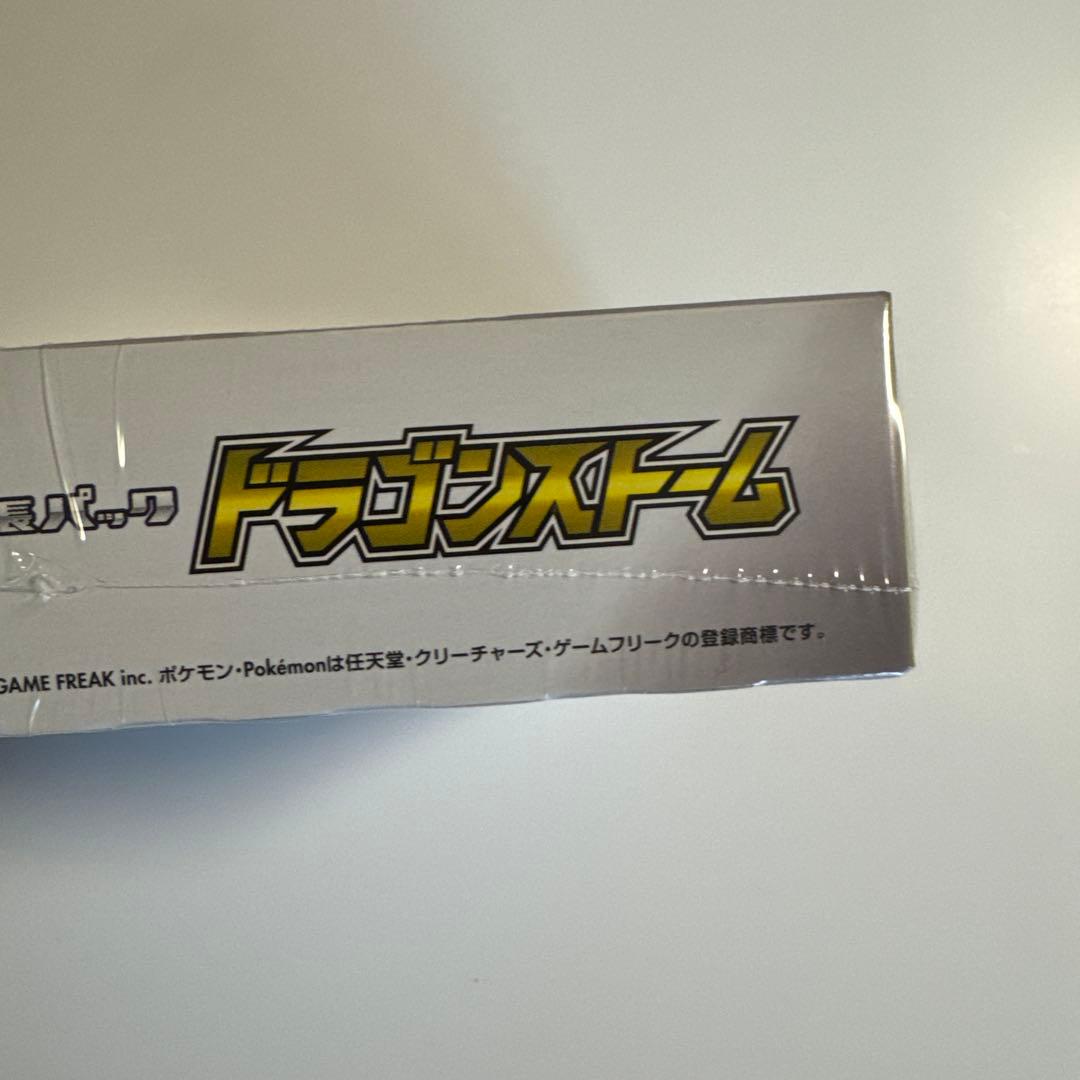 長パック ドラゴンストーム
GAME FREAK inc. ポケモン・Pokémonは任天堂・クリーチャーズ・ゲームフリークの登録商標です。